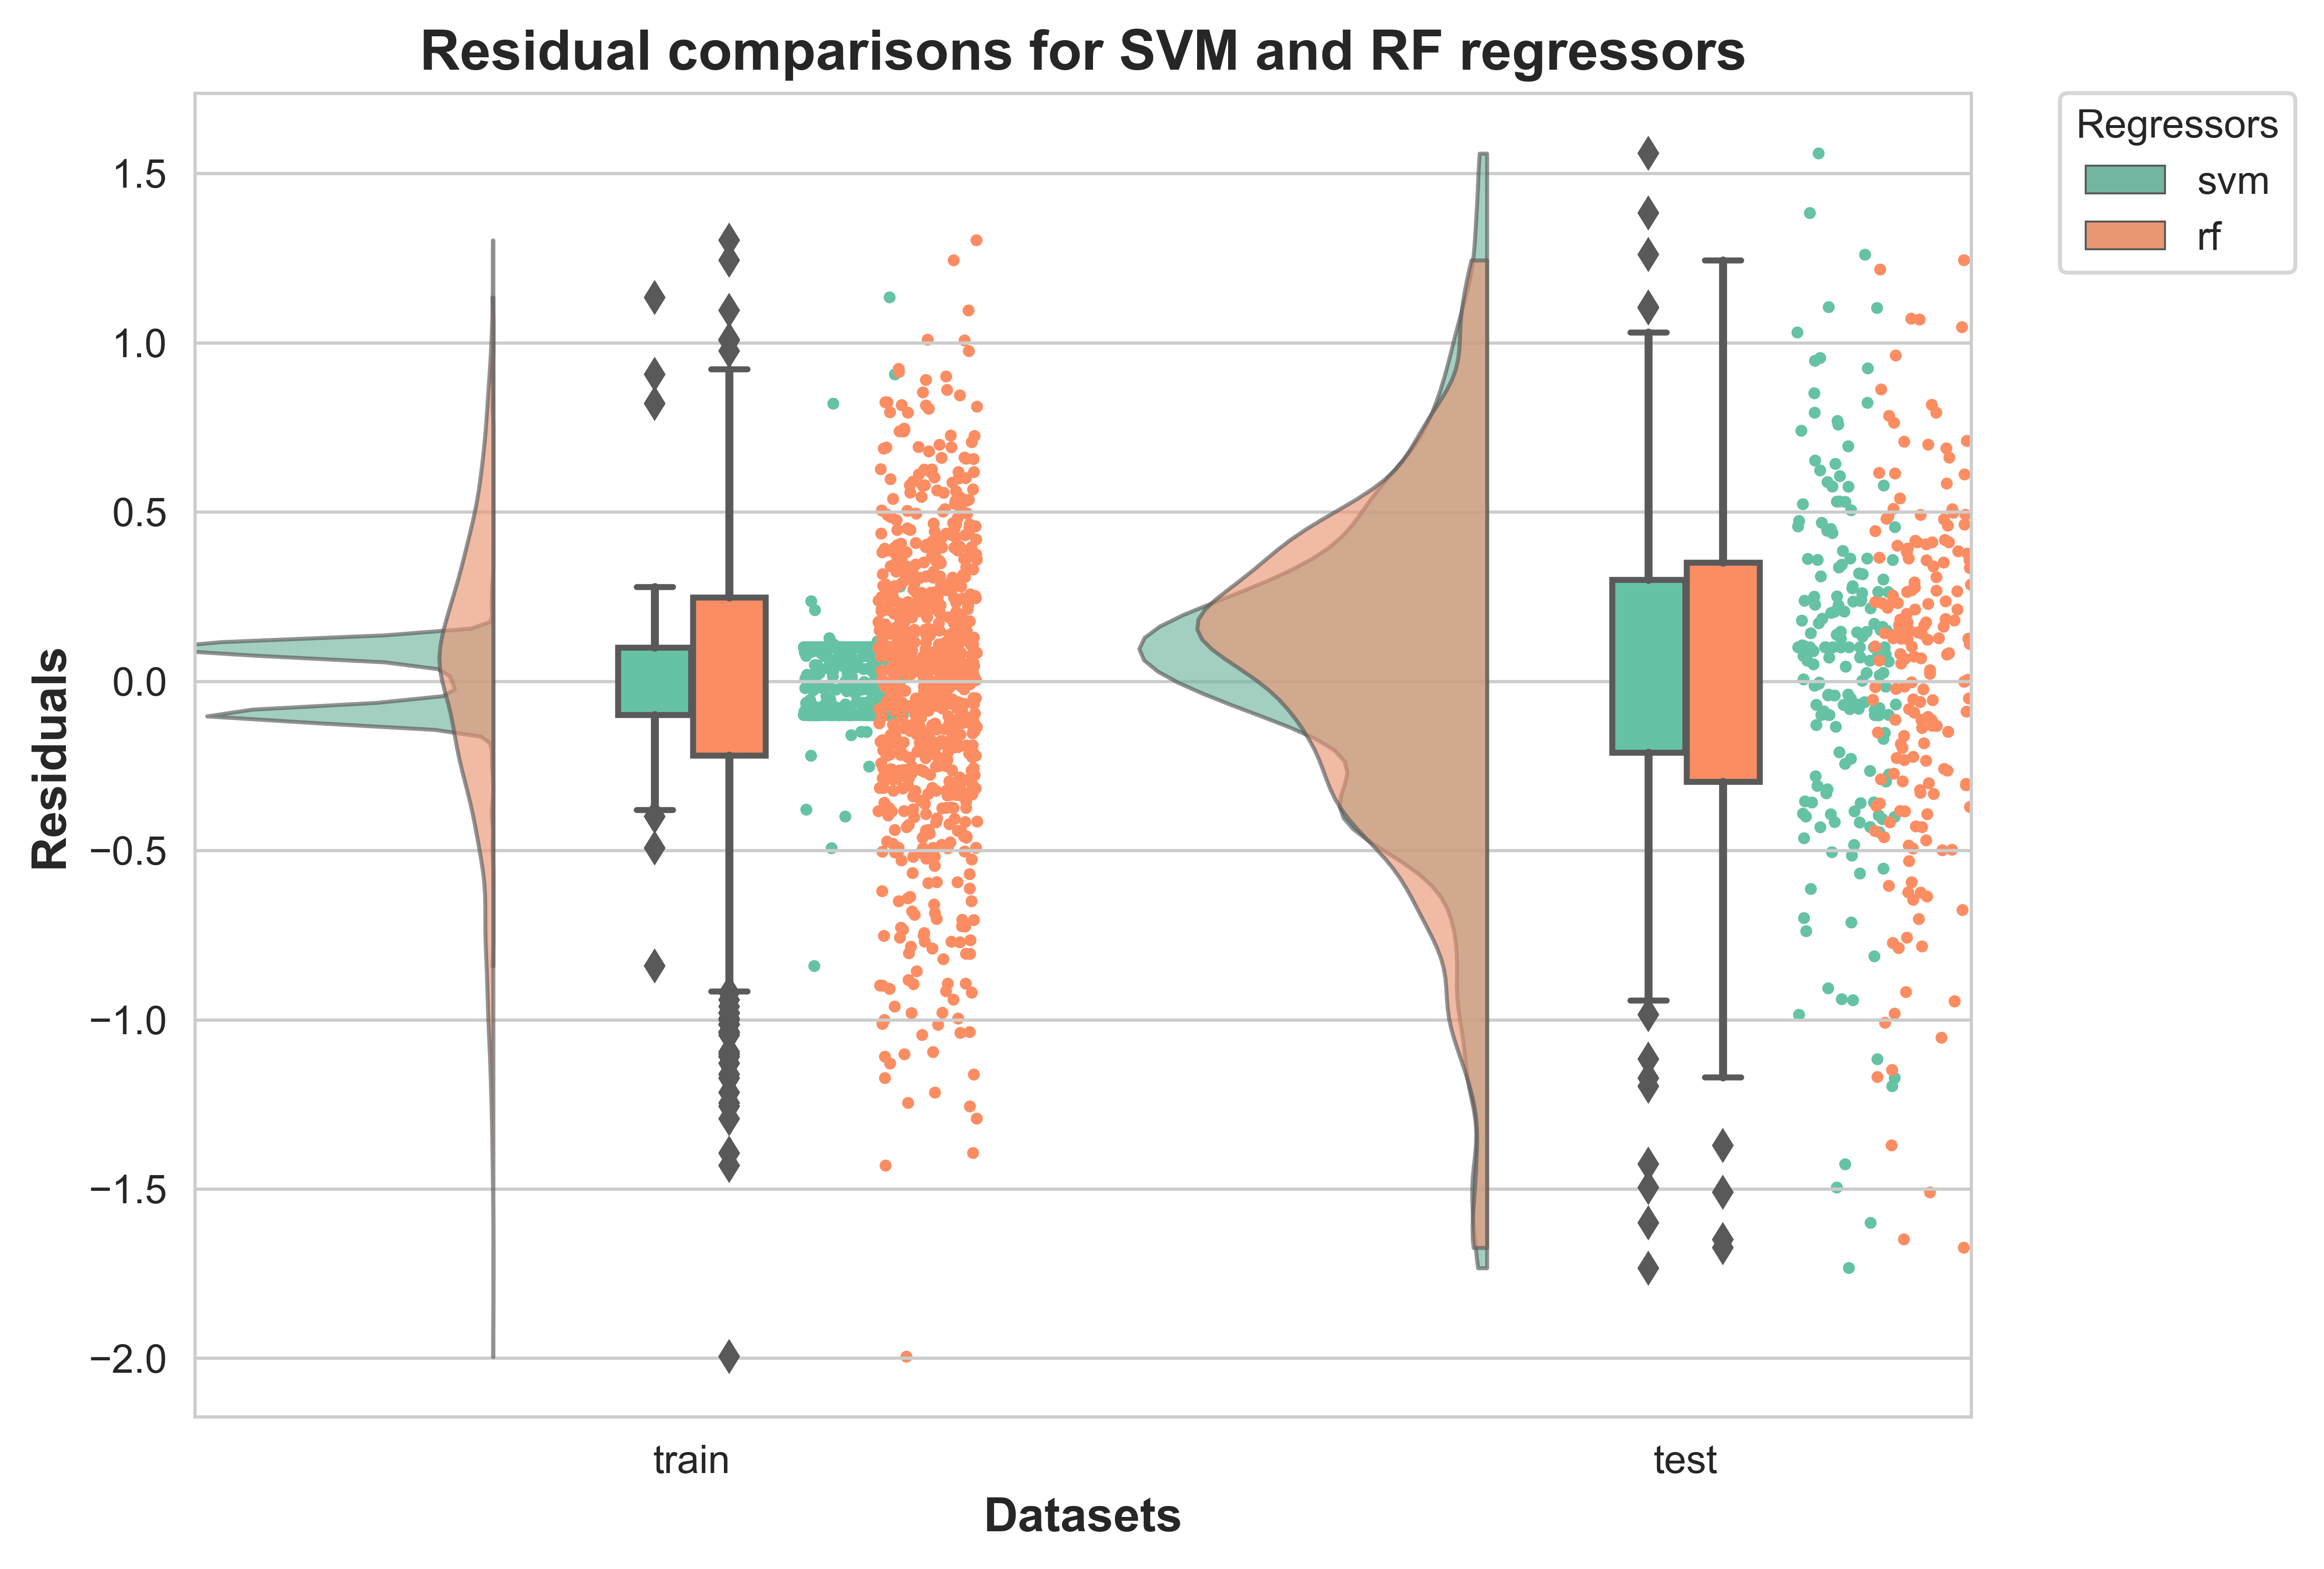 Residual comparisons for SVM and RF regressors
Regressors
svm
rf
1.5
1.0
0.5
0.0
−0.5
−1.0
−1.5
−2.0
Residuals
train
test
Datasets